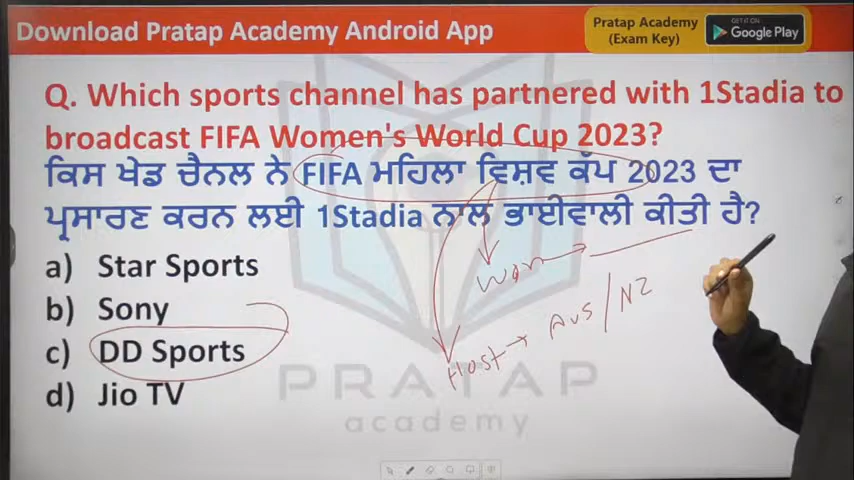 Download Pratap Academy Android App
Pratap Academy
(Exam Key)
GET IT ON
Google Play
Q. Which sports channel has partnered with 1Stadia to
broadcast FIFA Women's World Cup 2023?
ਕਿਸ ਖੇਡ ਚੈਨਲ ਨੇ FIFA ਮਹਿਲਾ ਵਿਸ਼ਵ ਕੱਪ 2023 ਦਾ
ਪ੍ਰਸਾਰਣ ਕਰਨ ਲਈ 1Stadia ਨਾਲ ਭਾਈਵਾਲੀ ਕੀਤੀ ਹੈ?
a) Star Sports
b) Sony
c) DD Sports
d) Jio TV
Won →
Host → Aus / NZ
PRATAP
academy